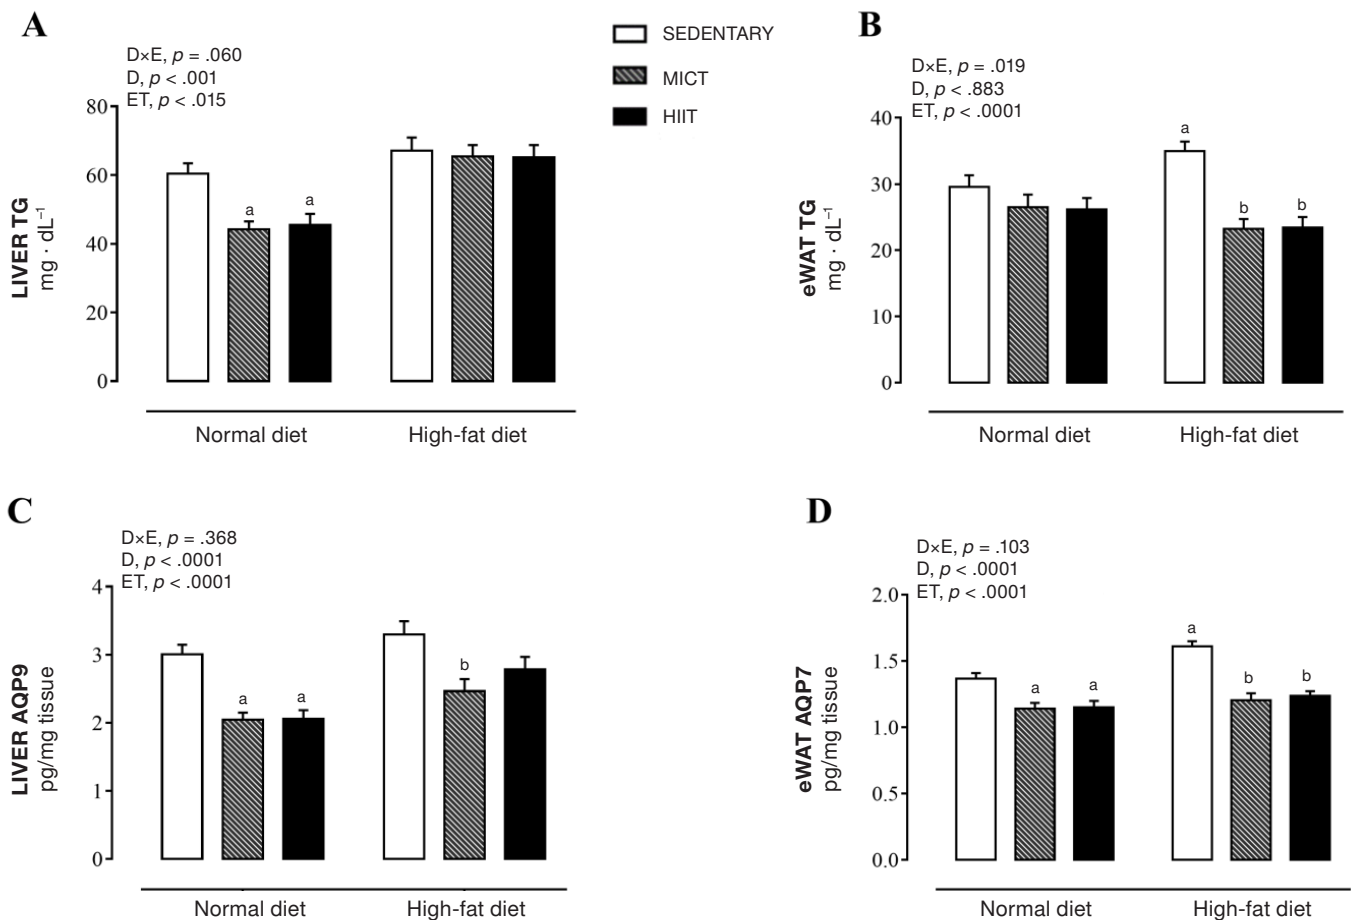 A
D×E, p = .060
D, p < .001
ET, p < .015
80
60
40
20
0
LIVER TG
mg · dL⁻¹
a
a
Normal diet
High-fat diet
SEDENTARY
MICT
HIIT
B
D×E, p = .019
D, p < .883
ET, p < .0001
40
30
20
10
0
eWAT TG
mg · dL⁻¹
a
b
b
Normal diet
High-fat diet
C
D×E, p = .368
D, p < .0001
ET, p < .0001
4
3
2
1
0
LIVER AQP9
pg/mg tissue
a
a
b
Normal diet
High-fat diet
D
D×E, p = .103
D, p < .0001
ET, p < .0001
2.0
1.5
1.0
0.5
0.0
eWAT AQP7
pg/mg tissue
a
a
a
b
b
Normal diet
High-fat diet